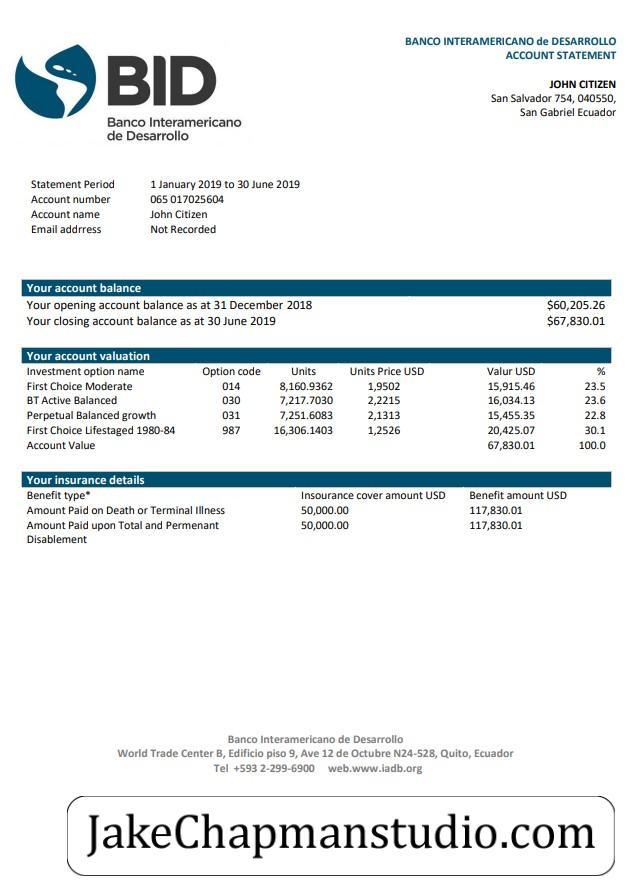 BID
Banco Interamericano
de Desarrollo
BANCO INTERAMERICANO de DESARROLLO
ACCOUNT STATEMENT
JOHN CITIZEN
San Salvador 754, 040550,
San Gabriel Ecuador
Statement Period 1 January 2019 to 30 June 2019
Account number 065 017025604
Account name John Citizen
Email addrress Not Recorded
Your account balance
Your opening account balance as at 31 December 2018 $60,205.26
Your closing account balance as at 30 June 2019 $67,830.01
Your account valuation
Investment option name Option code Units Units Price USD Valur USD %
First Choice Moderate 014 8,160.9362 1,9502 15,915.46 23.5
BT Active Balanced 030 7,217.7030 2,2215 16,034.13 23.6
Perpetual Balanced growth 031 7,251.6083 2,1313 15,455.35 22.8
First Choice Lifestaged 1980-84 987 16,306.1403 1,2526 20,425.07 30.1
Account Value 67,830.01 100.0
Your insurance details
Benefit type* Insourance cover amount USD Benefit amount USD
Amount Paid on Death or Terminal Illness 50,000.00 117,830.01
Amount Paid upon Total and Permenant 50,000.00 117,830.01
Disablement
Banco Interamericano de Desarrollo
World Trade Center B, Edificio piso 9, Ave 12 de Octubre N24-528, Quito, Ecuador
Tel +593 2-299-6900 web.www.iadb.org
JakeChapmanstudio.com